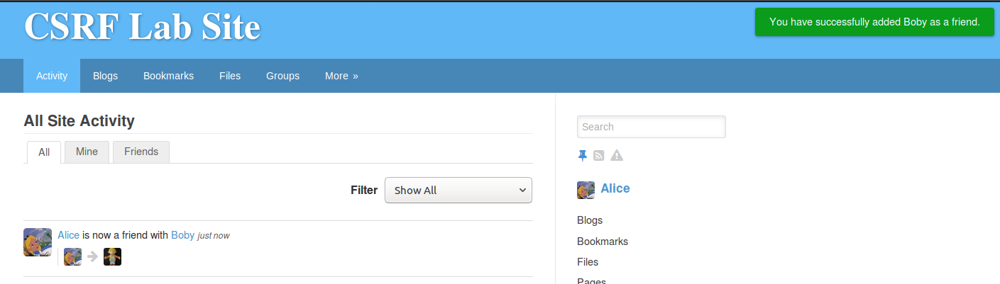 CSRF Lab Site
You have successfully added Boby as a friend.
Activity Blogs Bookmarks Files Groups More »
All Site Activity
All Mine Friends
Filter Show All
Alice is now a friend with Boby just now
Search
Alice
Blogs
Bookmarks
Files
Pages